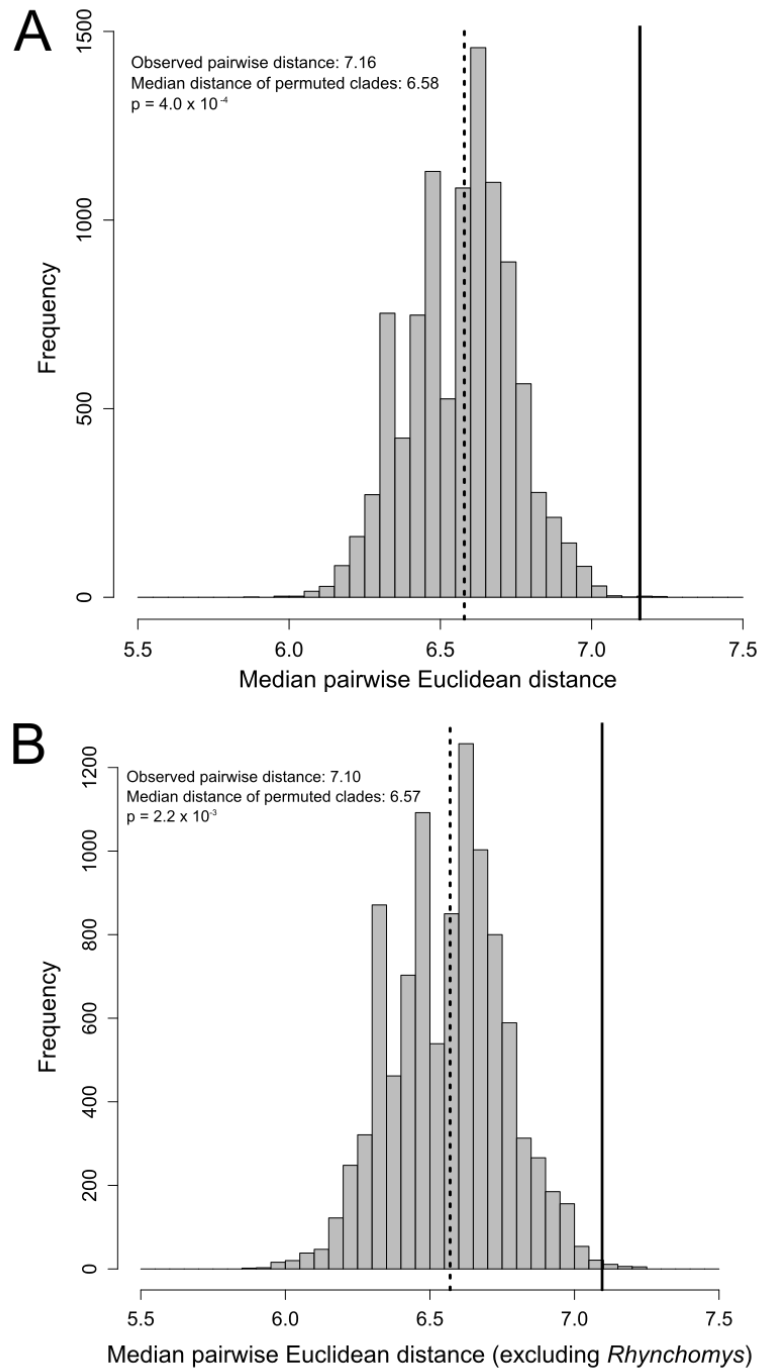 A
Observed pairwise distance: 7.16
Median distance of permuted clades: 6.58
p = 4.0 x 10⁻⁴
Frequency
1500
1000
500
0
5.5 6.0 6.5 7.0 7.5
Median pairwise Euclidean distance
B
Observed pairwise distance: 7.10
Median distance of permuted clades: 6.57
p = 2.2 x 10⁻³
Frequency
1200
1000
800
600
400
200
0
5.5 6.0 6.5 7.0 7.5
Median pairwise Euclidean distance (excluding Rhynchomys)